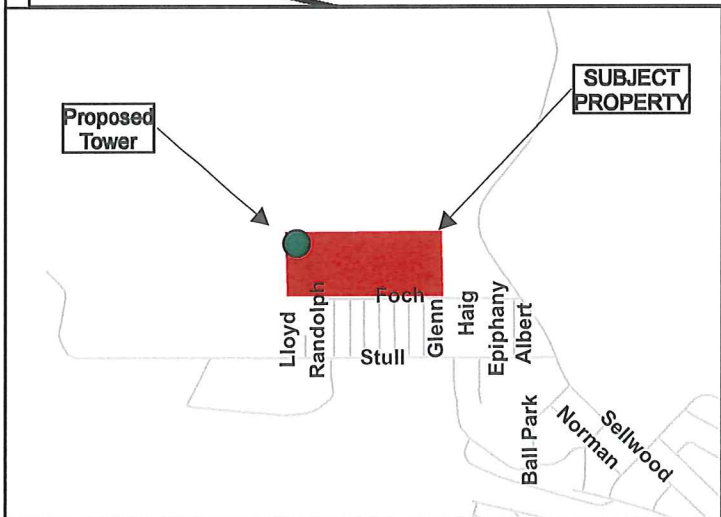 SUBJECT
PROPERTY
Proposed
Tower
Foch
Lloyd
Randolph
Glenn
Haig
Epiphany
Albert
Stull
Ball Park
Norman
Sellwood